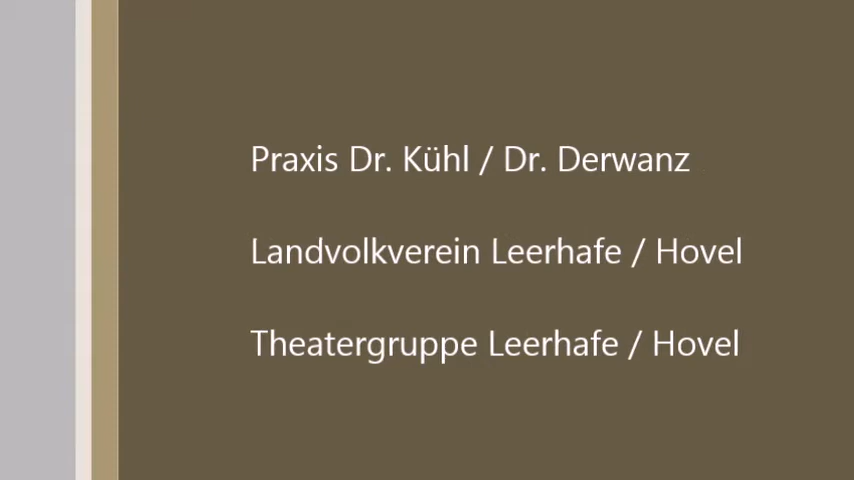 Praxis Dr. Kühl / Dr. Derwanz
Landvolkverein Leerhafe / Hovel
Theatergruppe Leerhafe / Hovel